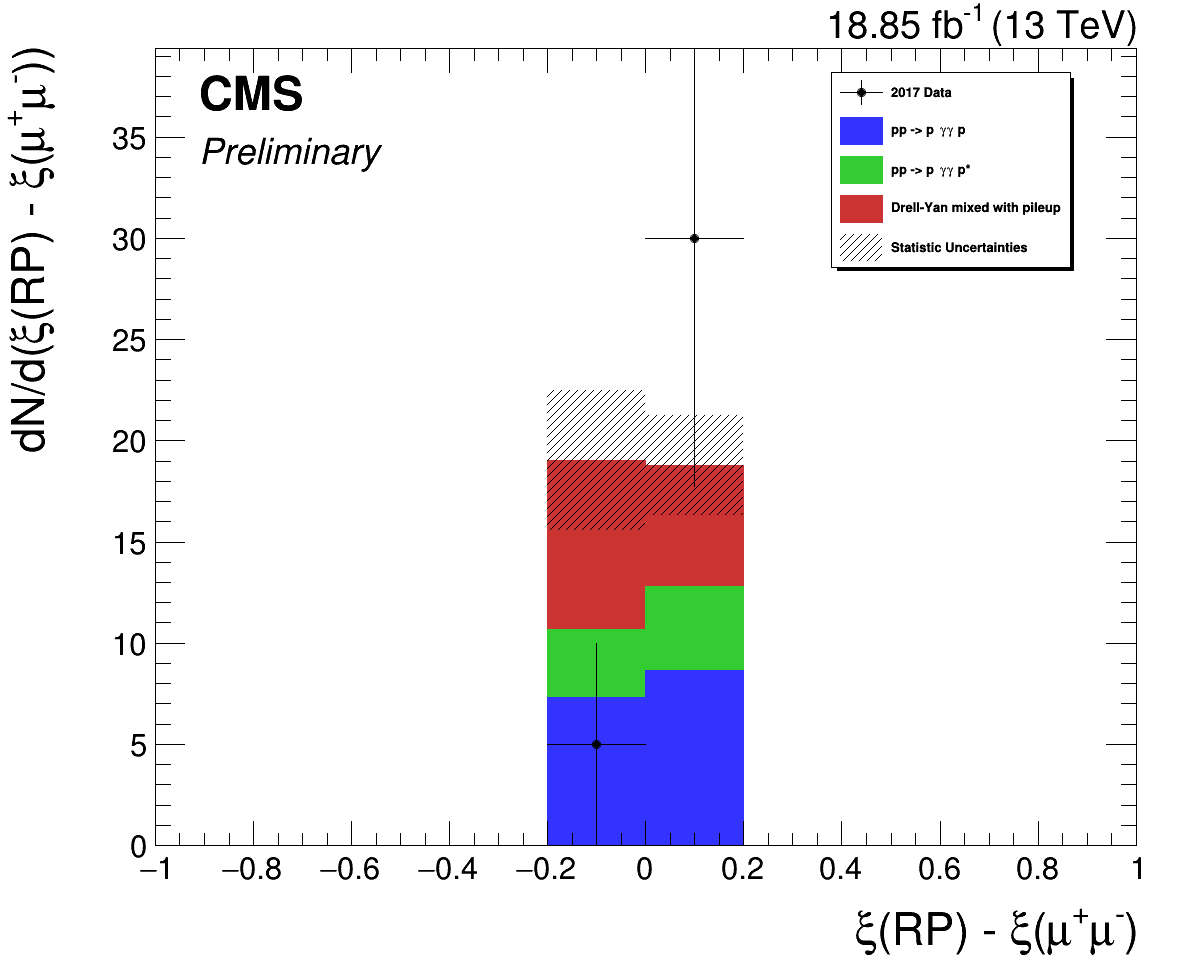 18.85 fb⁻¹ (13 TeV)
CMS
Preliminary
2017 Data
pp -> p γγ p
pp -> p γγ p*
Drell-Yan mixed with pileup
Statistic Uncertainties
dN/d(ξ(RP) - ξ(μ⁺μ⁻))
35
30
25
20
15
10
5
0
−1 −0.8 −0.6 −0.4 −0.2 0 0.2 0.4 0.6 0.8 1
ξ(RP) - ξ(μ⁺μ⁻)